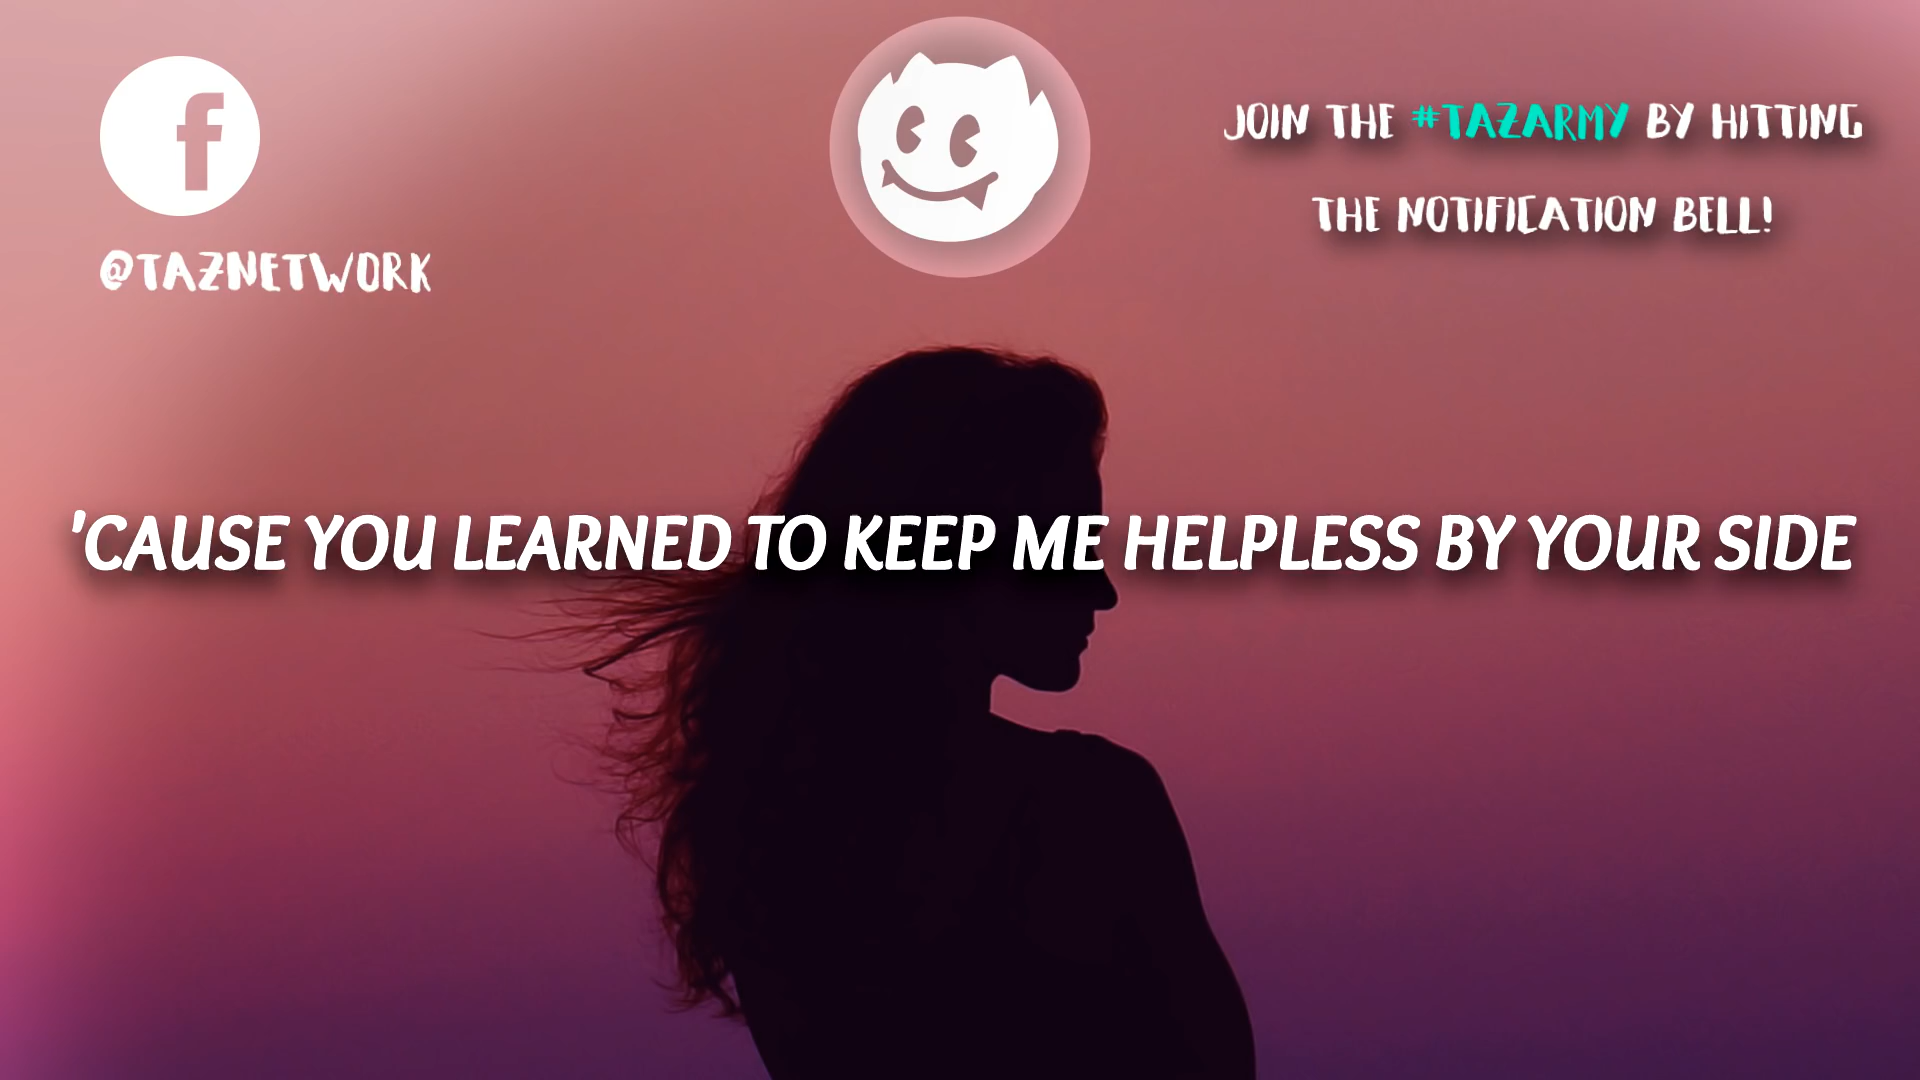 @TAZNETWORK
JOIN THE #TAZARMY BY HITTING
THE NOTIFICATION BELL!
'CAUSE YOU LEARNED TO KEEP ME HELPLESS BY YOUR SIDE